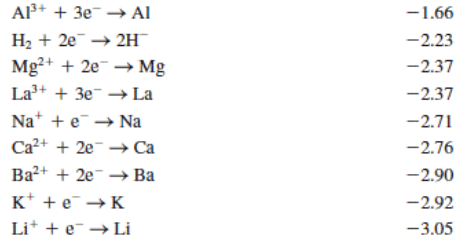 Al³⁺ + 3e⁻ → Al −1.66
H₂ + 2e⁻ → 2H⁻ −2.23
Mg²⁺ + 2e⁻ → Mg −2.37
La³⁺ + 3e⁻ → La −2.37
Na⁺ + e⁻ → Na −2.71
Ca²⁺ + 2e⁻ → Ca −2.76
Ba²⁺ + 2e⁻ → Ba −2.90
K⁺ + e⁻ → K −2.92
Li⁺ + e⁻ → Li −3.05